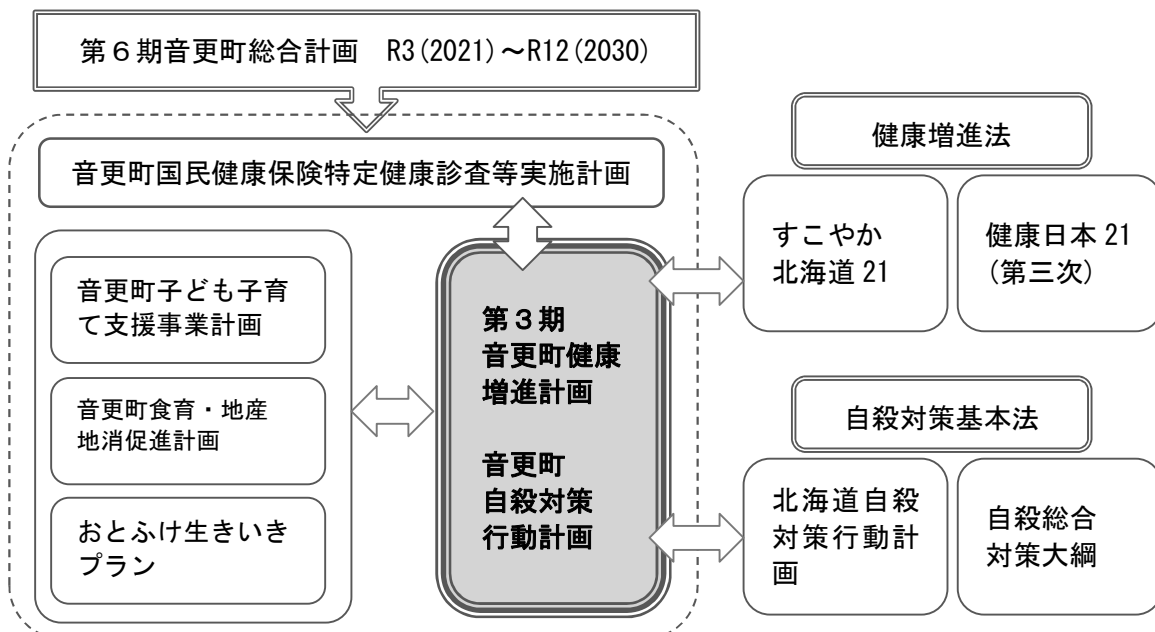 第６期音更町総合計画　R3(2021)～R12(2030)
音更町国民健康保険特定健康診査等実施計画
音更町子ども子育
て支援事業計画
音更町食育・地産
地消促進計画
おとふけ生きいき
プラン
第３期
音更町健康
増進計画
音更町
自殺対策
行動計画
健康増進法
すこやか
北海道 21
健康日本 21
(第三次)
自殺対策基本法
北海道自殺
対策行動計
画
自殺総合
対策大綱